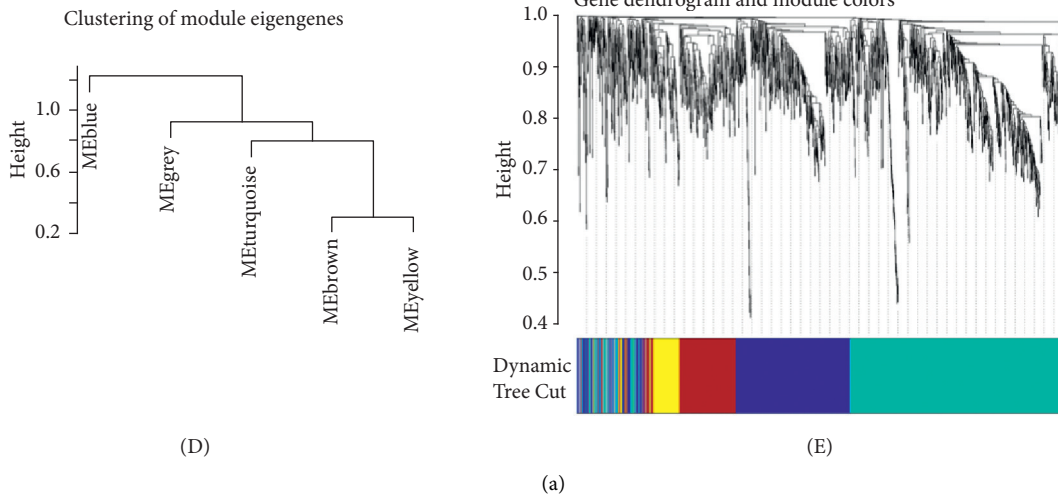 Clustering of module eigengenes
Height
1.0
0.6
0.2
MEblue
MEgrey
MEturquoise
MEbrown
MEyellow
(D)
Gene dendrogram and module colors
Height
1.0
0.9
0.8
0.7
0.6
0.5
0.4
Dynamic
Tree Cut
(E)
(a)